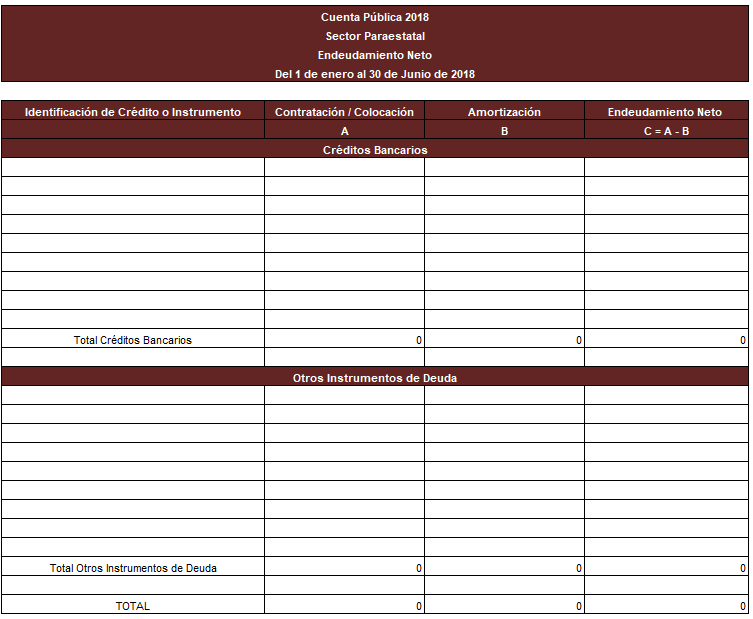 Cuenta Pública 2018
Sector Paraestatal
Endeudamiento Neto
Del 1 de enero al 30 de Junio de 2018
Identificación de Crédito o Instrumento Contratación / Colocación Amortización Endeudamiento Neto
A B C = A - B
Créditos Bancarios
Total Créditos Bancarios 0 0 0
Otros Instrumentos de Deuda
Total Otros Instrumentos de Deuda 0 0 0
TOTAL 0 0 0